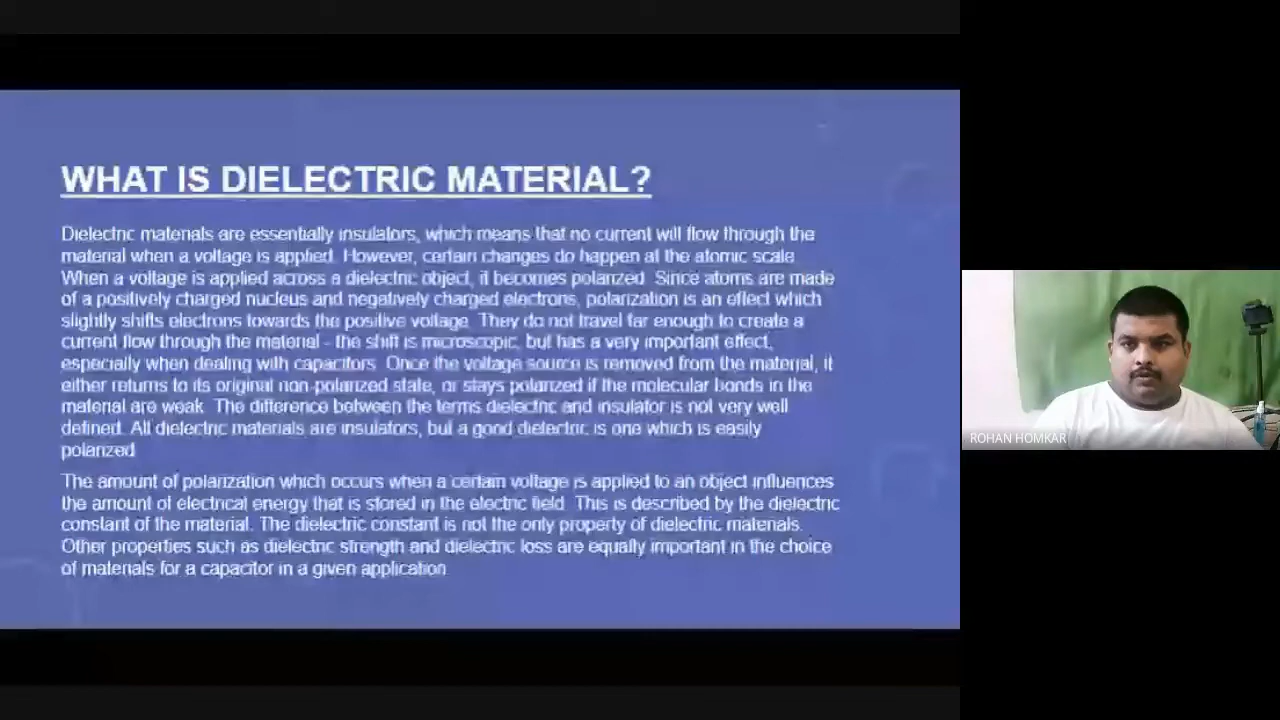 WHAT IS DIELECTRIC MATERIAL?
Dielectric materials are essentially insulators, which means that no current will flow through the
material when a voltage is applied. However, certain changes do happen at the atomic scale.
When a voltage is applied across a dielectric object, it becomes polarized. Since atoms are made
of a positively charged nucleus and negatively charged electrons, polarization is an effect which
slightly shifts electrons towards the positive voltage. They do not travel far enough to create a
current flow through the material - the shift is microscopic, but has a very important effect,
especially when dealing with capacitors. Once the voltage source is removed from the material, it
either returns to its original non-polarized state, or stays polarized if the molecular bonds in the
material are weak. The difference between the terms dielectric and insulator is not very well
defined. All dielectric materials are insulators, but a good dielectric is one which is easily
polarized.
The amount of polarization which occurs when a certain voltage is applied to an object influences
the amount of electrical energy that is stored in the electric field. This is described by the dielectric
constant of the material. The dielectric constant is not the only property of dielectric materials.
Other properties such as dielectric strength and dielectric loss are equally important in the choice
of materials for a capacitor in a given application.
ROHAN HOMKAR